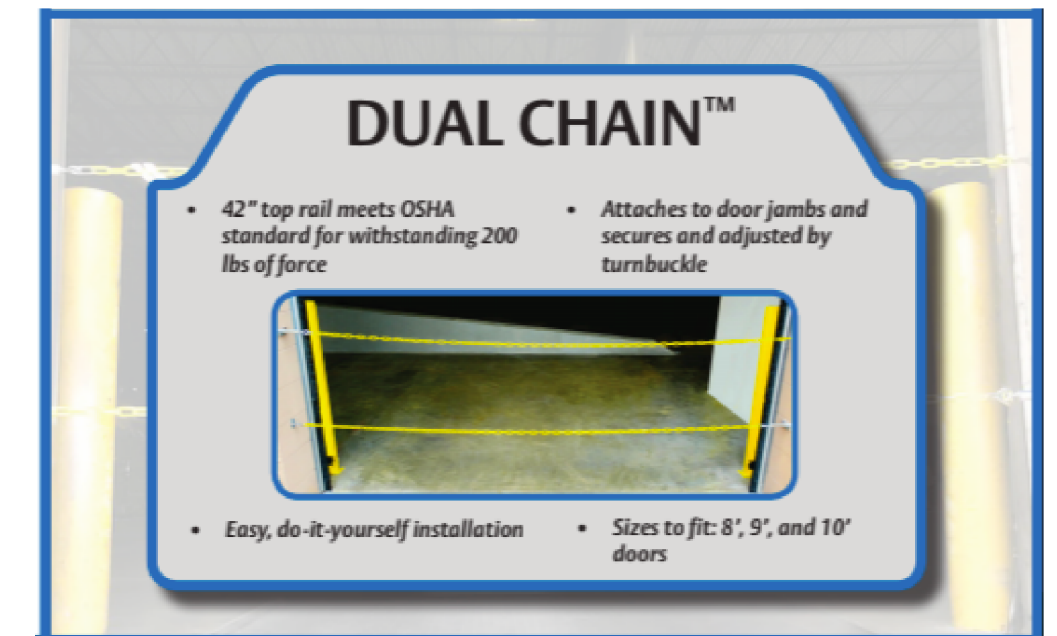 DUAL CHAIN™
• 42" top rail meets OSHA
standard for withstanding 200
lbs of force
• Attaches to door jambs and
secures and adjusted by
turnbuckle
• Easy, do-it-yourself installation
• Sizes to fit: 8', 9', and 10'
doors